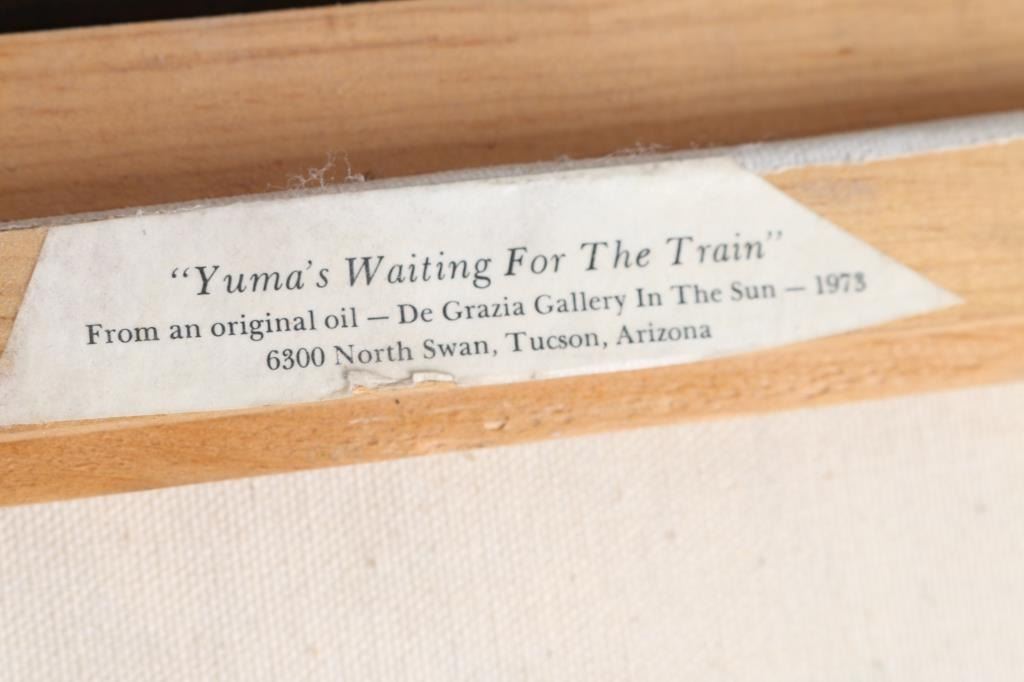 “Yuma's Waiting For The Train”
From an original oil — De Grazia Gallery In The Sun — 1973
6300 North Swan, Tucson, Arizona